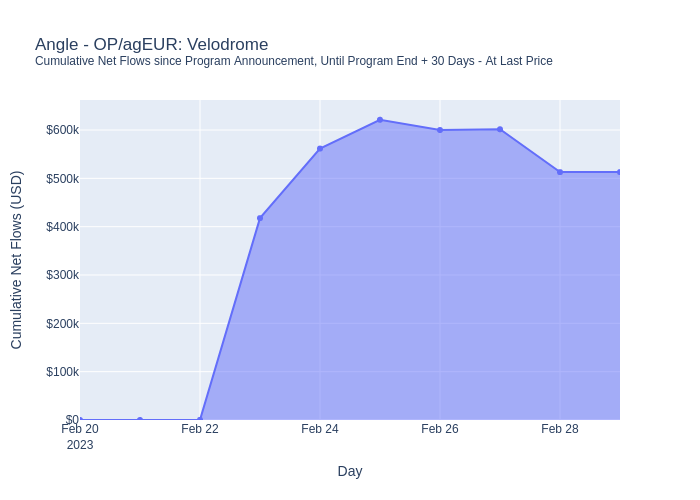 Angle - OP/agEUR: Velodrome
Cumulative Net Flows since Program Announcement, Until Program End + 30 Days - At Last Price
Cumulative Net Flows (USD)
$600k
$500k
$400k
$300k
$200k
$100k
$0
Feb 20
2023
Feb 22
Feb 24
Feb 26
Feb 28
Day